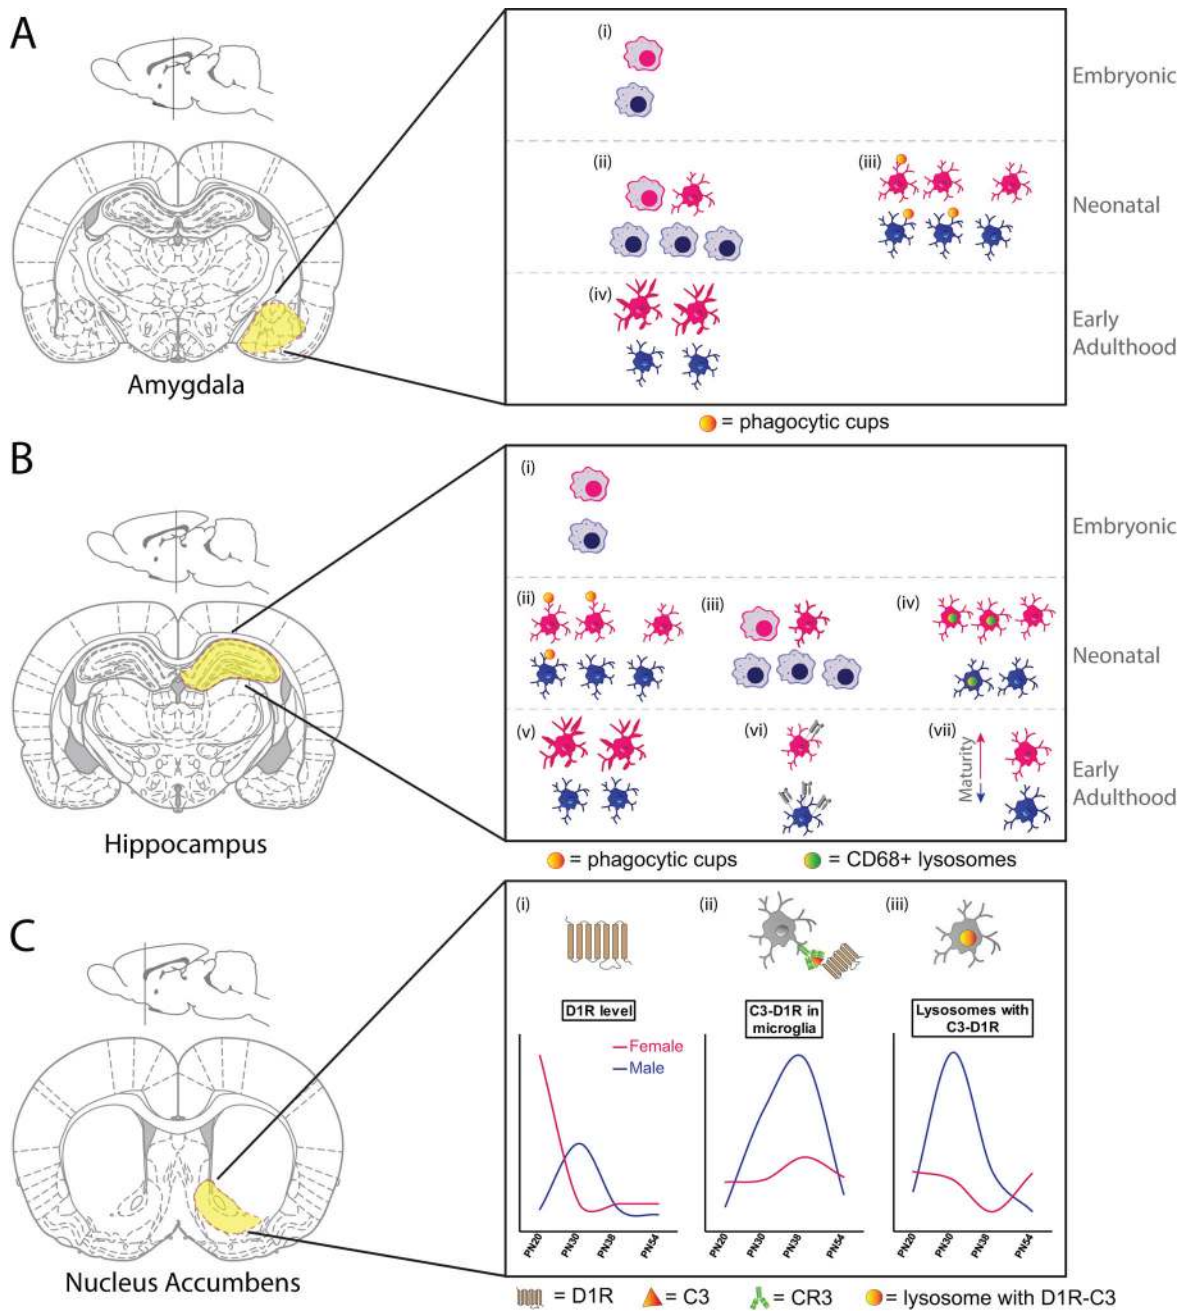 A
(i)
Embryonic
(ii)
(iii)
Neonatal
(iv)
Early
Adulthood
Amygdala
= phagocytic cups
B
(i)
Embryonic
(ii)
(iii)
(iv)
Neonatal
(v)
(vi)
(vii)
Maturity
Early
Adulthood
Hippocampus
= phagocytic cups
= CD68+ lysosomes
C
(i)
(ii)
(iii)
D1R level
C3-D1R in
microglia
Lysosomes with
C3-D1R
Female
Male
PN20
PN30
PN38
PN54
PN20
PN30
PN38
PN54
PN20
PN30
PN38
PN54
Nucleus Accumbens
= D1R
= C3
= CR3
= lysosome with D1R-C3